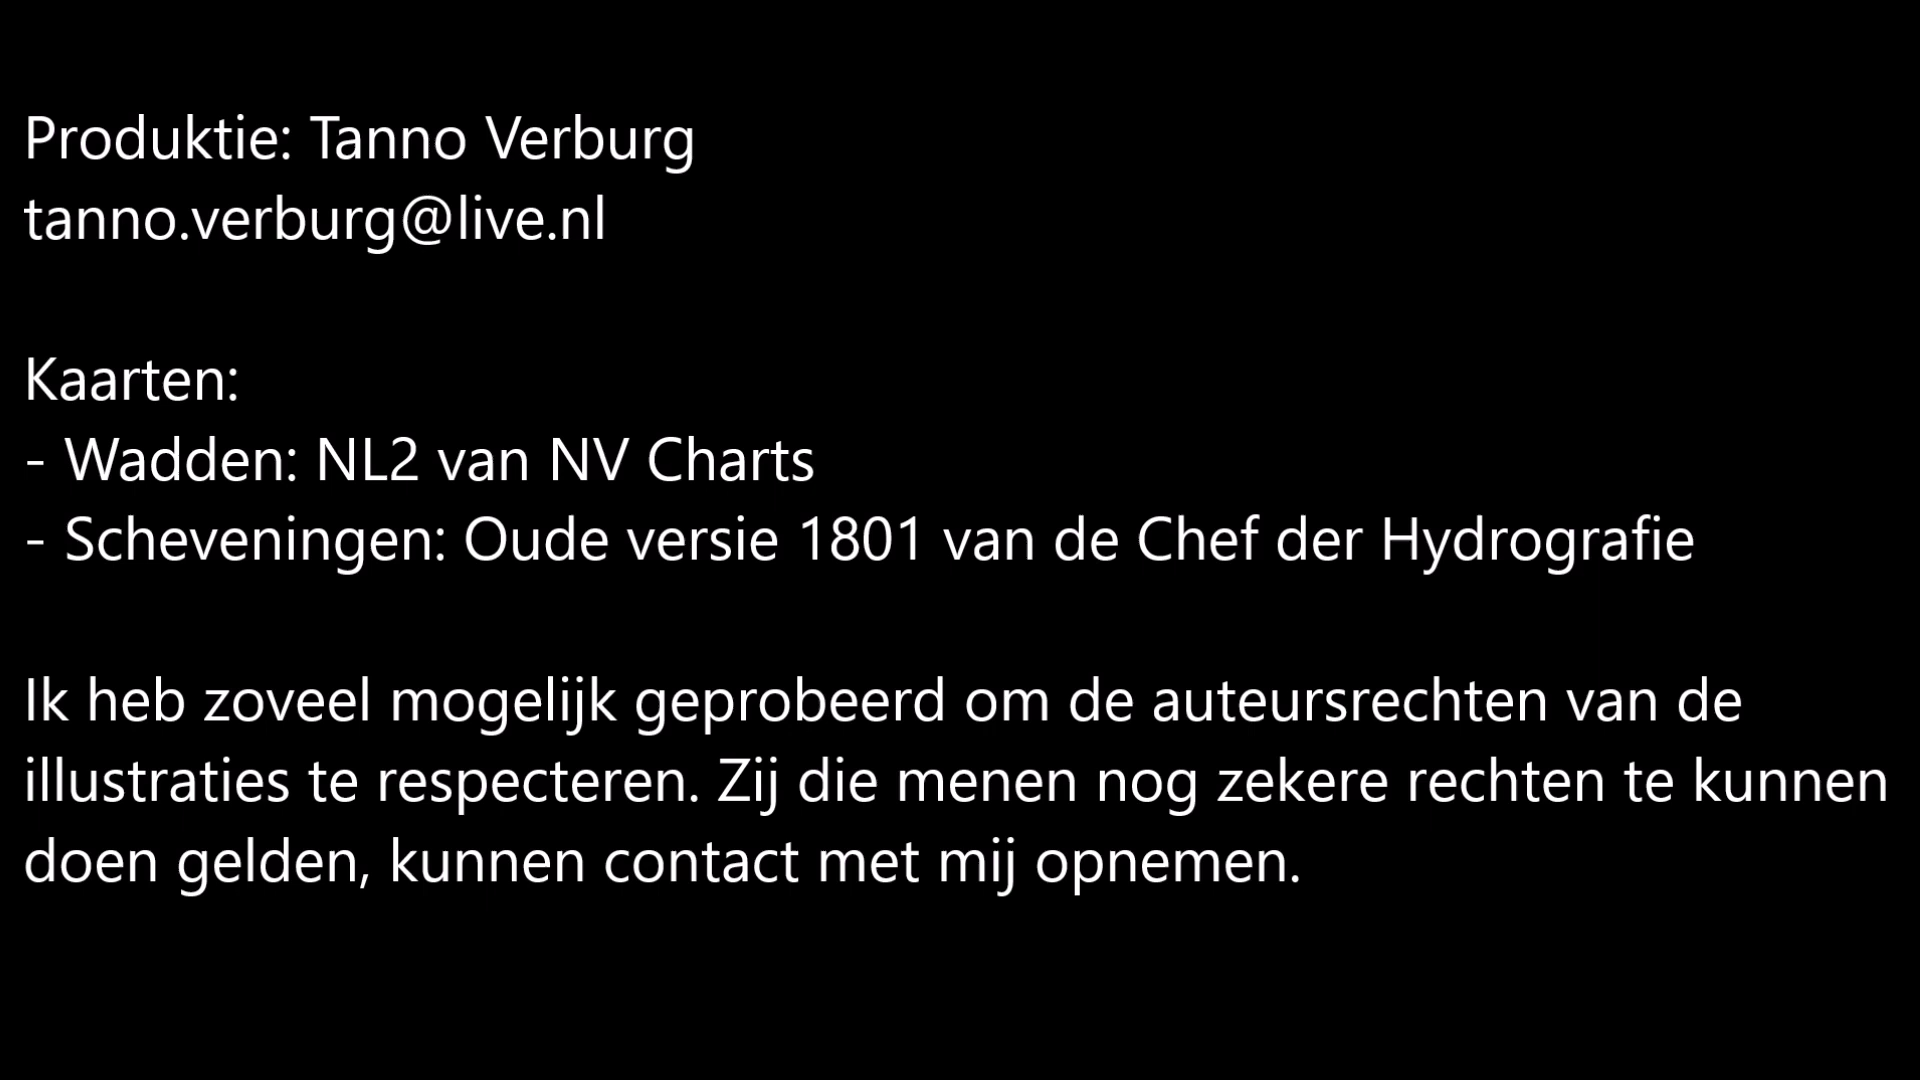 Produktie: Tanno Verburg
tanno.verburg@live.nl
Kaarten:
- Wadden: NL2 van NV Charts
- Scheveningen: Oude versie 1801 van de Chef der Hydrografie
Ik heb zoveel mogelijk geprobeerd om de auteursrechten van de
illustraties te respecteren. Zij die menen nog zekere rechten te kunnen
doen gelden, kunnen contact met mij opnemen.